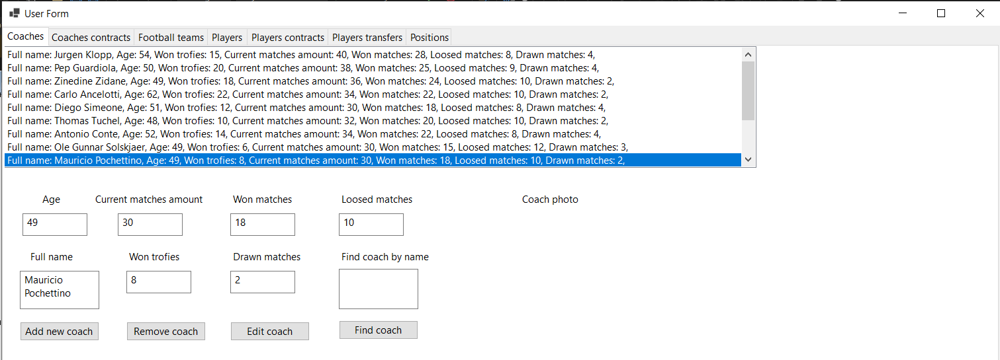 User Form
Coaches Coaches contracts Football teams Players Players contracts Players transfers Positions
Full name: Jurgen Klopp, Age: 54, Won trofies: 15, Current matches amount: 40, Won matches: 28, Loosed matches: 8, Drawn matches: 4,
Full name: Pep Guardiola, Age: 50, Won trofies: 20, Current matches amount: 38, Won matches: 25, Loosed matches: 9, Drawn matches: 4,
Full name: Zinedine Zidane, Age: 49, Won trofies: 18, Current matches amount: 36, Won matches: 24, Loosed matches: 10, Drawn matches: 2,
Full name: Carlo Ancelotti, Age: 62, Won trofies: 22, Current matches amount: 34, Won matches: 22, Loosed matches: 10, Drawn matches: 2,
Full name: Diego Simeone, Age: 51, Won trofies: 12, Current matches amount: 30, Won matches: 18, Loosed matches: 8, Drawn matches: 4,
Full name: Thomas Tuchel, Age: 48, Won trofies: 10, Current matches amount: 32, Won matches: 20, Loosed matches: 10, Drawn matches: 2,
Full name: Antonio Conte, Age: 52, Won trofies: 14, Current matches amount: 34, Won matches: 22, Loosed matches: 8, Drawn matches: 4,
Full name: Ole Gunnar Solskjaer, Age: 49, Won trofies: 6, Current matches amount: 30, Won matches: 15, Loosed matches: 12, Drawn matches: 3,
Full name: Mauricio Pochettino, Age: 49, Won trofies: 8, Current matches amount: 30, Won matches: 18, Loosed matches: 10, Drawn matches: 2,
Age Current matches amount Won matches Loosed matches Coach photo
49 30 18 10
Full name Won trofies Drawn matches Find coach by name
Mauricio 8 2
Pochettino
Add new coach Remove coach Edit coach Find coach